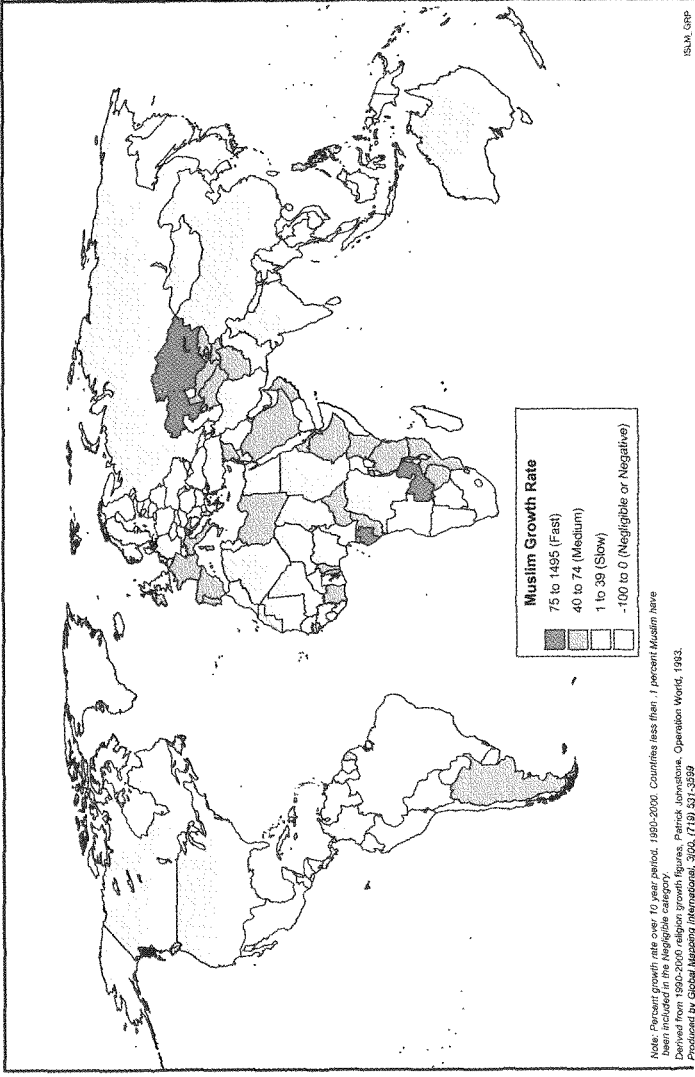 Muslim Growth Rate
75 to 1495 (Fast)
40 to 74 (Medium)
1 to 39 (Slow)
-100 to 0 (Negligible or Negative)
Note: Percent growth rate over 10 year period, 1990-2000. Countries less than .1 percent Muslim have
been included in the Negligible category.
Derived from 1990-2000 religion growth figures, Patrick Johnstone, Operation World, 1993.
Produced by Global Mapping International, 3/00. (719) 531-3599
ISLM_GRP